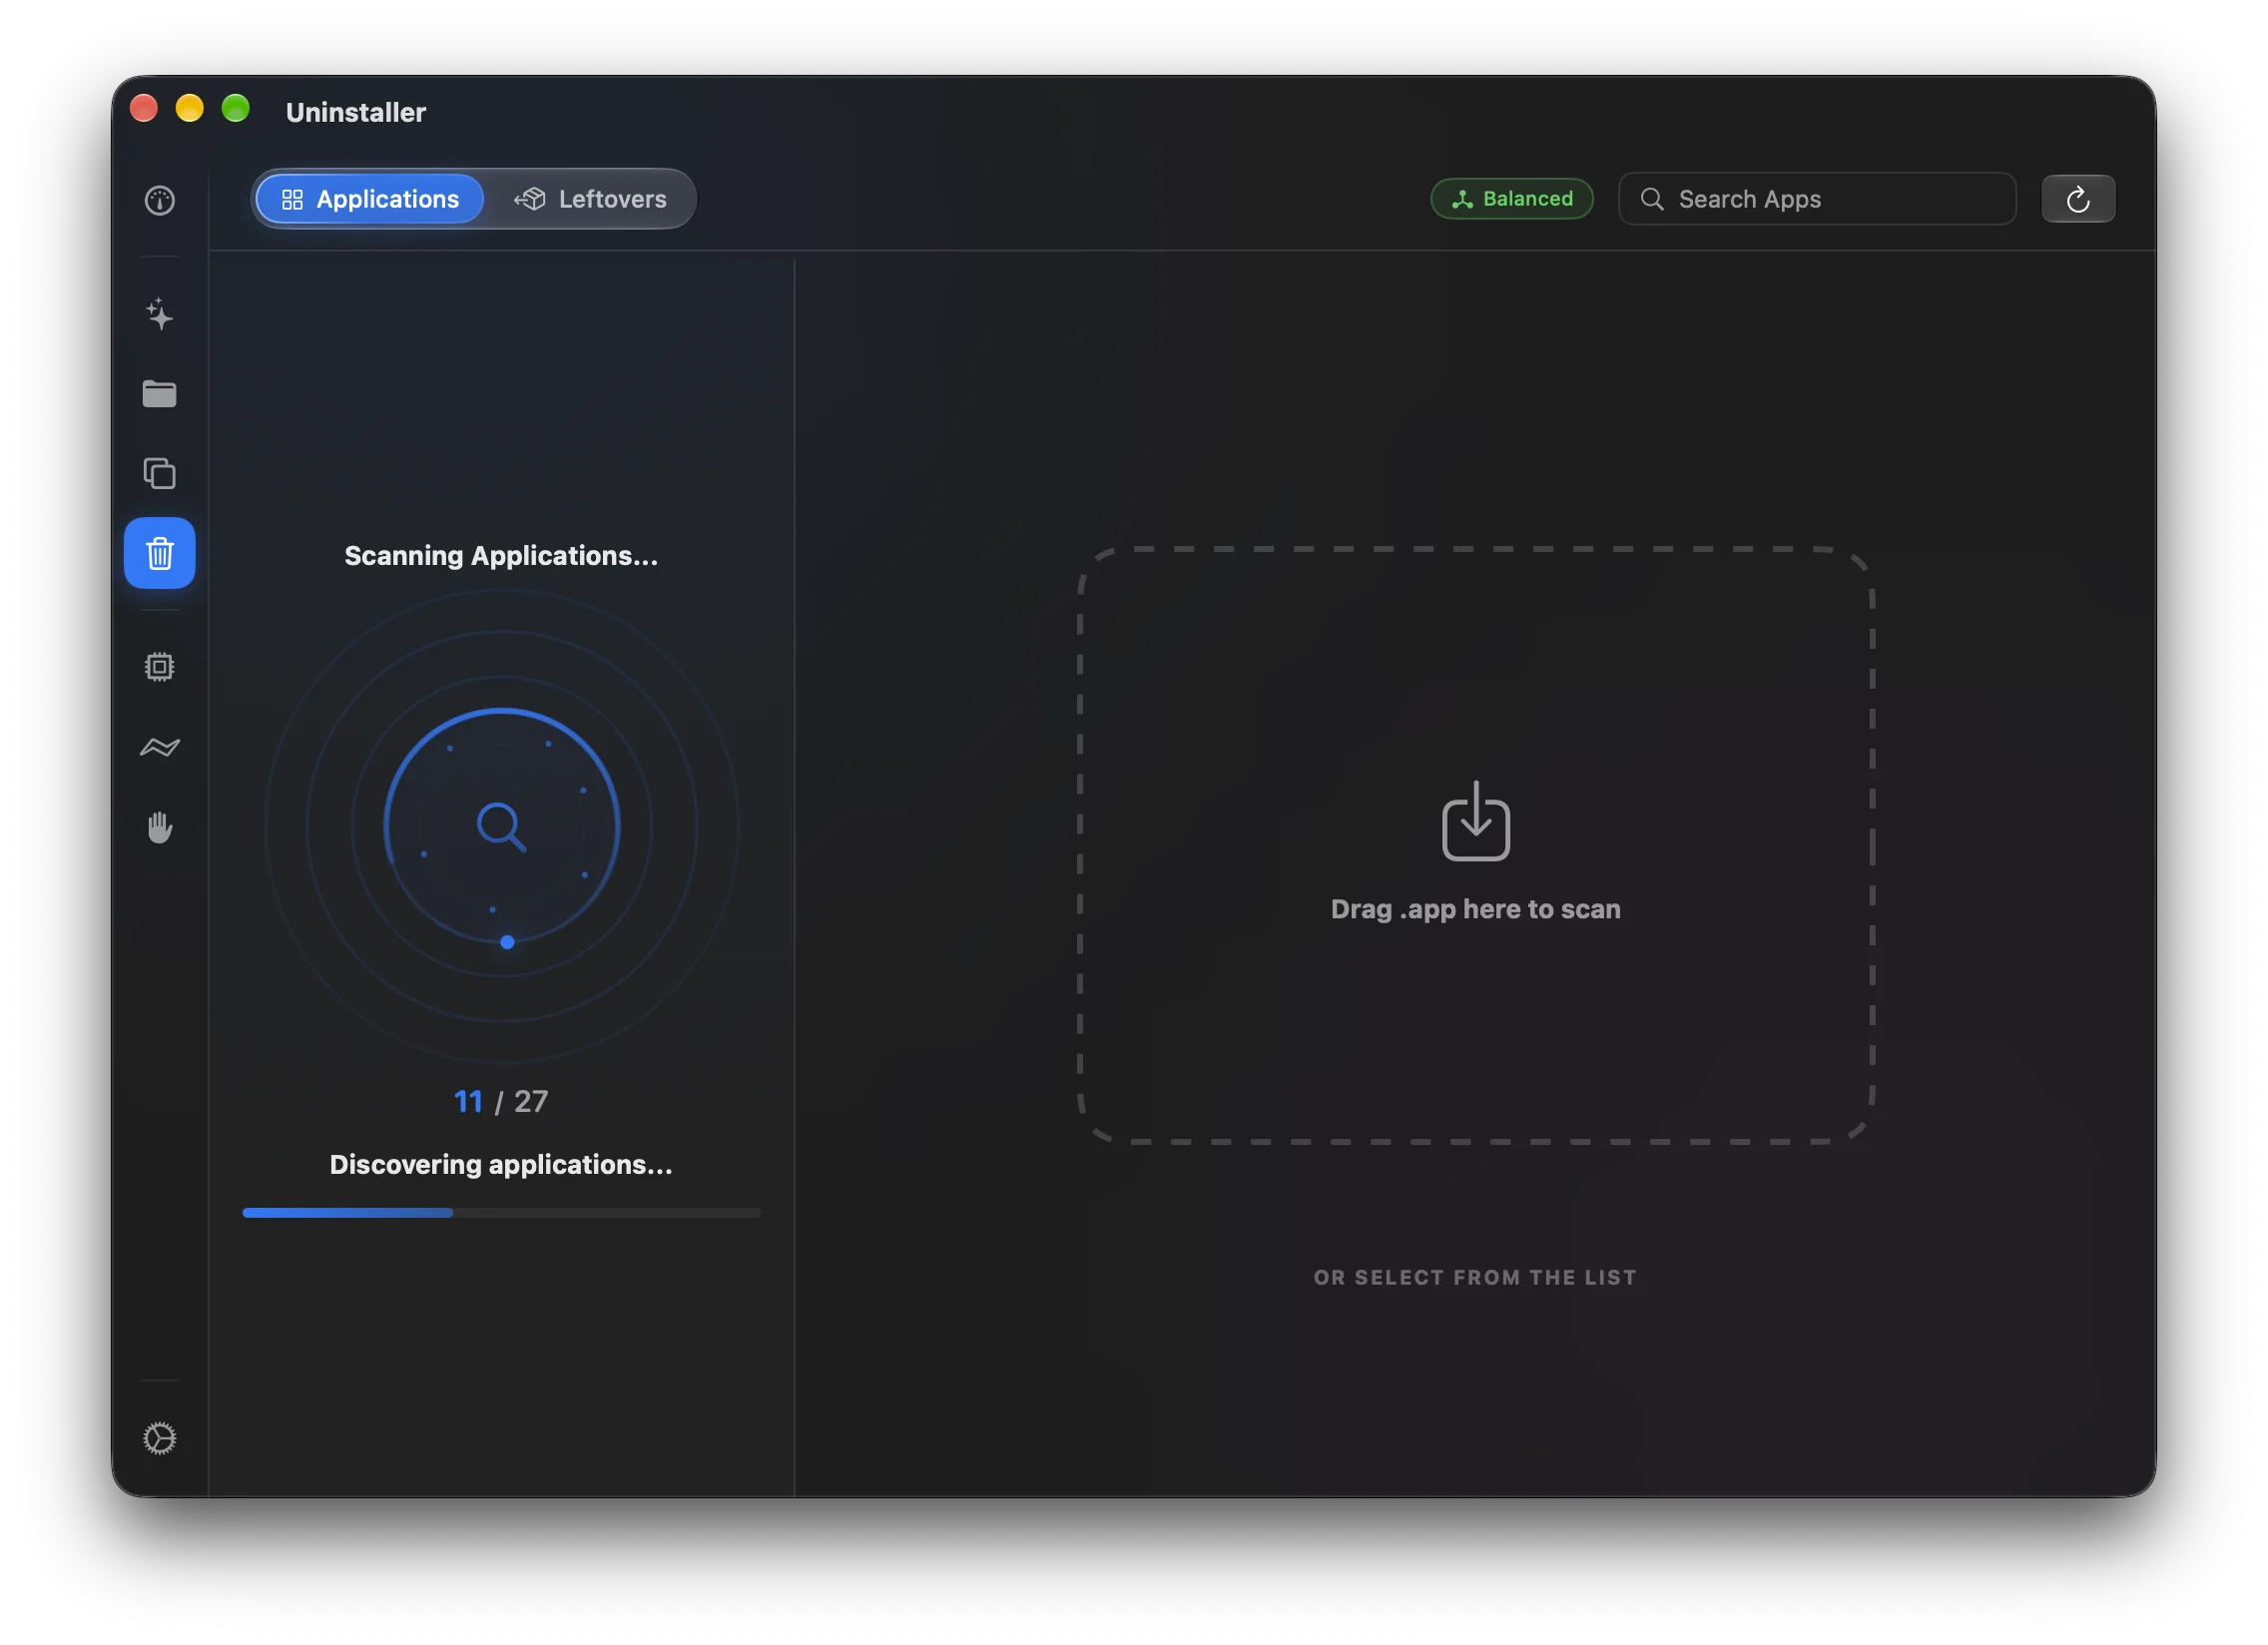 Uninstaller
Applications
Leftovers
Balanced
Search Apps
Scanning Applications...
11 / 27
Discovering applications...
Drag .app here to scan
OR SELECT FROM THE LIST